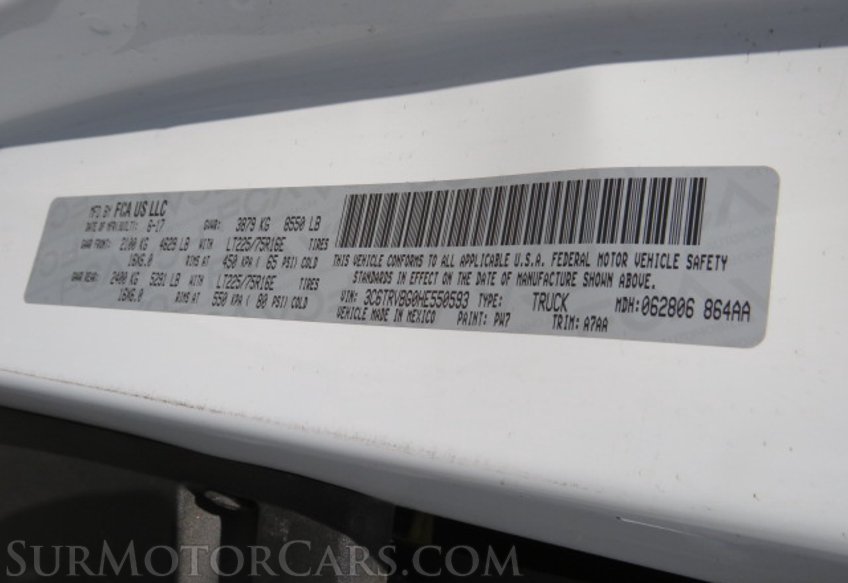 MFD BY FCA US LLC
DATE OF MFR/BUILT: 6-17 GVWR: 3879 KG 8550 LB
GAWR FRONT: 2100 KG 4629 LB WITH LT225/75R16E TIRES
16X6.0 RIMS AT 450 KPA ( 65 PSI) COLD
GAWR REAR: 2400 KG 5291 LB WITH LT225/75R16E TIRES
16X6.0 RIMS AT 550 KPA ( 80 PSI) COLD
THIS VEHICLE CONFORMS TO ALL APPLICABLE U.S.A. FEDERAL MOTOR VEHICLE SAFETY
STANDARDS IN EFFECT ON THE DATE OF MANUFACTURE SHOWN ABOVE.
VIN: 3C6TRVBG0HE550593 TYPE: TRUCK MDH:062806 864AA
VEHICLE MADE IN MEXICO PAINT: PW7 TRIM: A7AA
SURMOTORCARS.COM